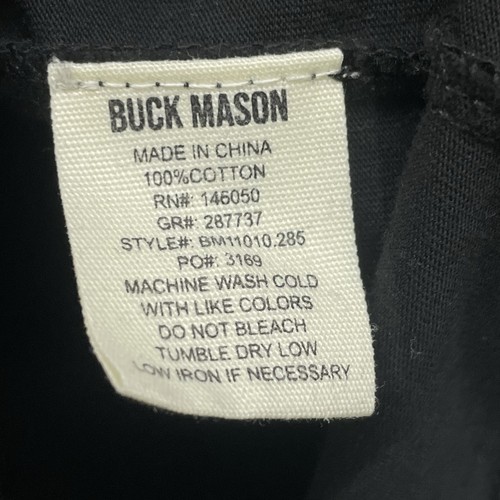 BUCK MASON
MADE IN CHINA
100%COTTON
RN#: 146050
GR#: 287737
STYLE#: BM11010.285
PO#: 3169
MACHINE WASH COLD
WITH LIKE COLORS
DO NOT BLEACH
TUMBLE DRY LOW
LOW IRON IF NECESSARY